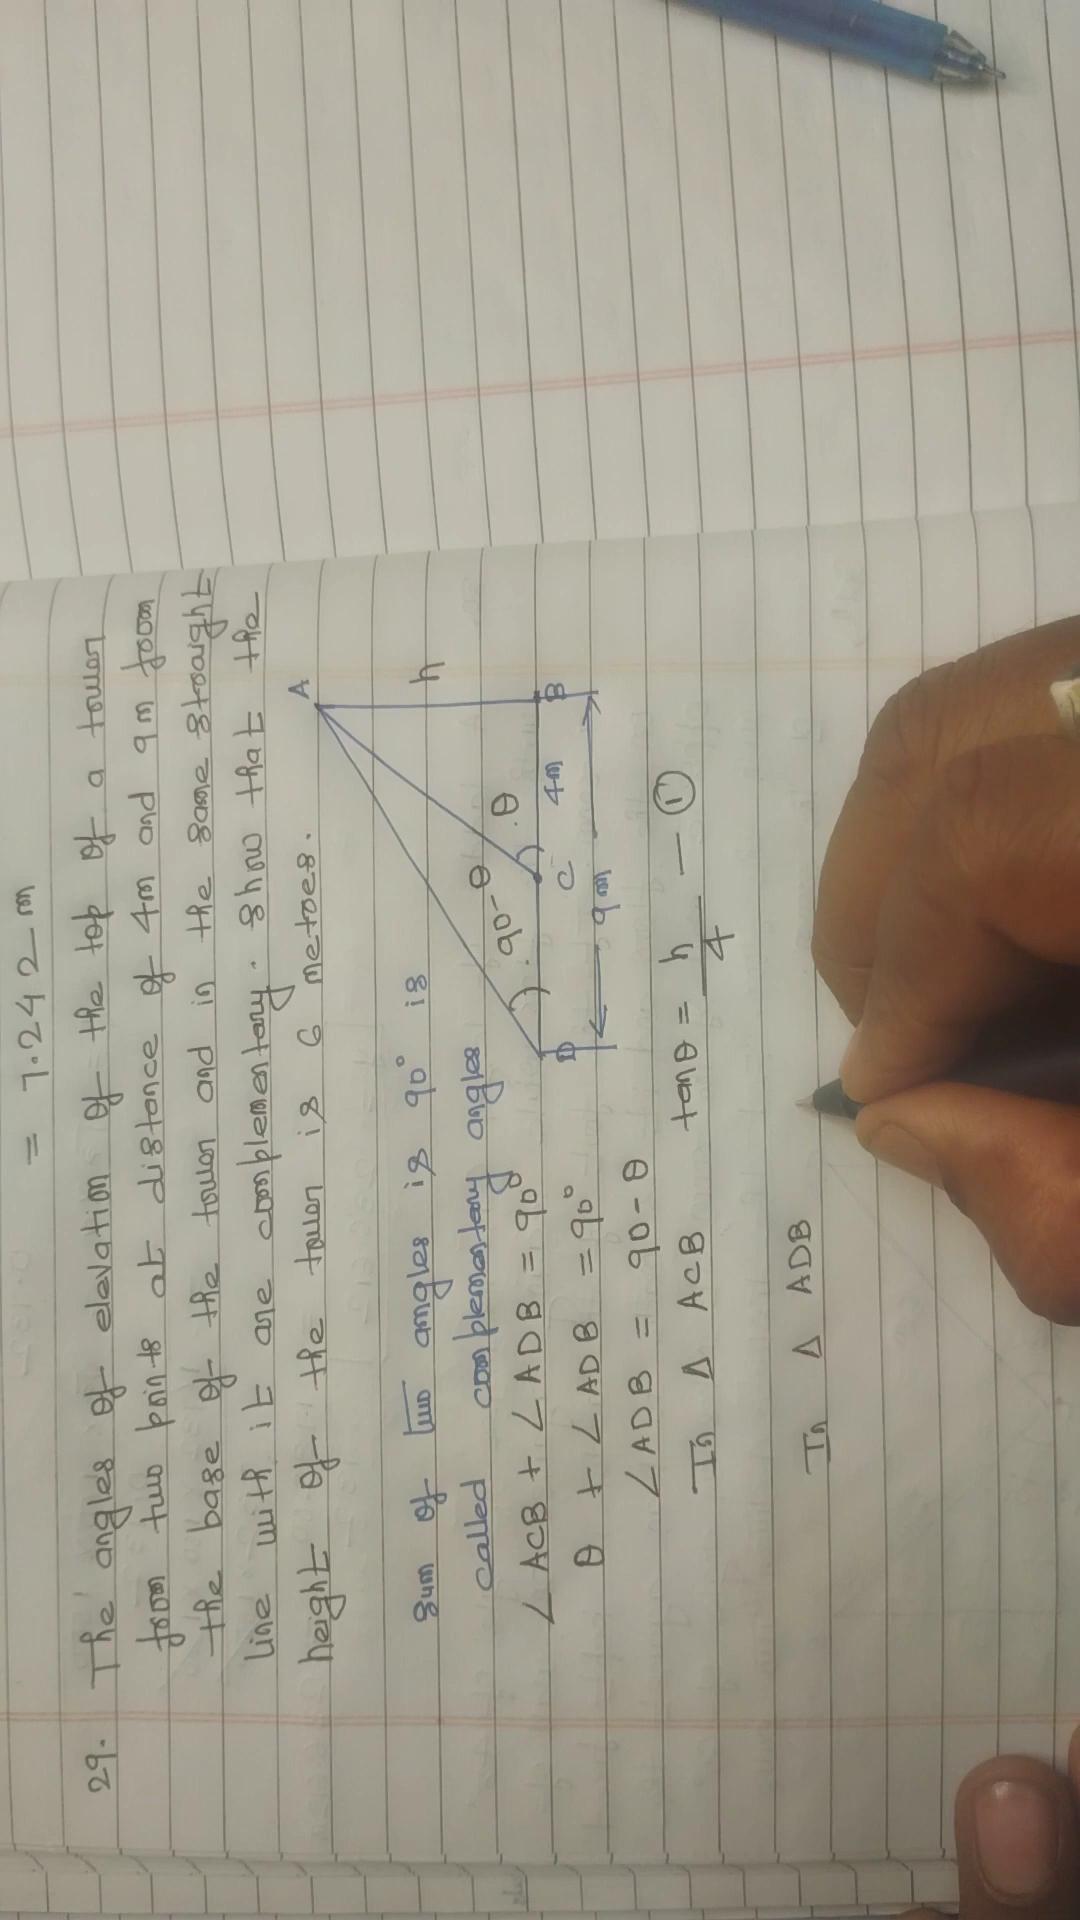 = 7.242 m
29. The angles of elevation of the top of a tower
from two points at distance of 4m and 9m from
the base of the tower and in the same straight
line with it are complementary. show that the
height of the tower is 6 metres.
A
h
sum of two angles is 90° is
called complementary angles
90-θ
θ
D
C
4m
B
9m
∠ACB + ∠ADB = 90°
θ + ∠ADB = 90°
∠ADB = 90-θ
In Δ ACB tanθ = h/4 — ①
In Δ ADB